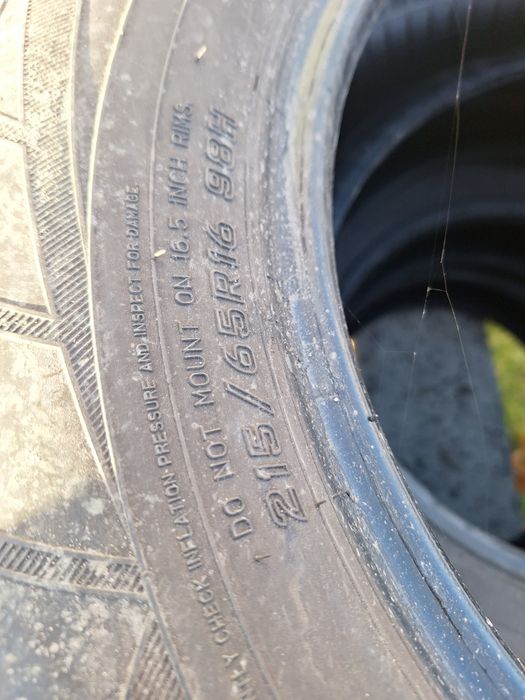 CHECK INFLATION PRESSURE AND INSPECT FOR DAMAGE
DO NOT MOUNT ON 16.5 INCH RIMS.
215/65R16 98H